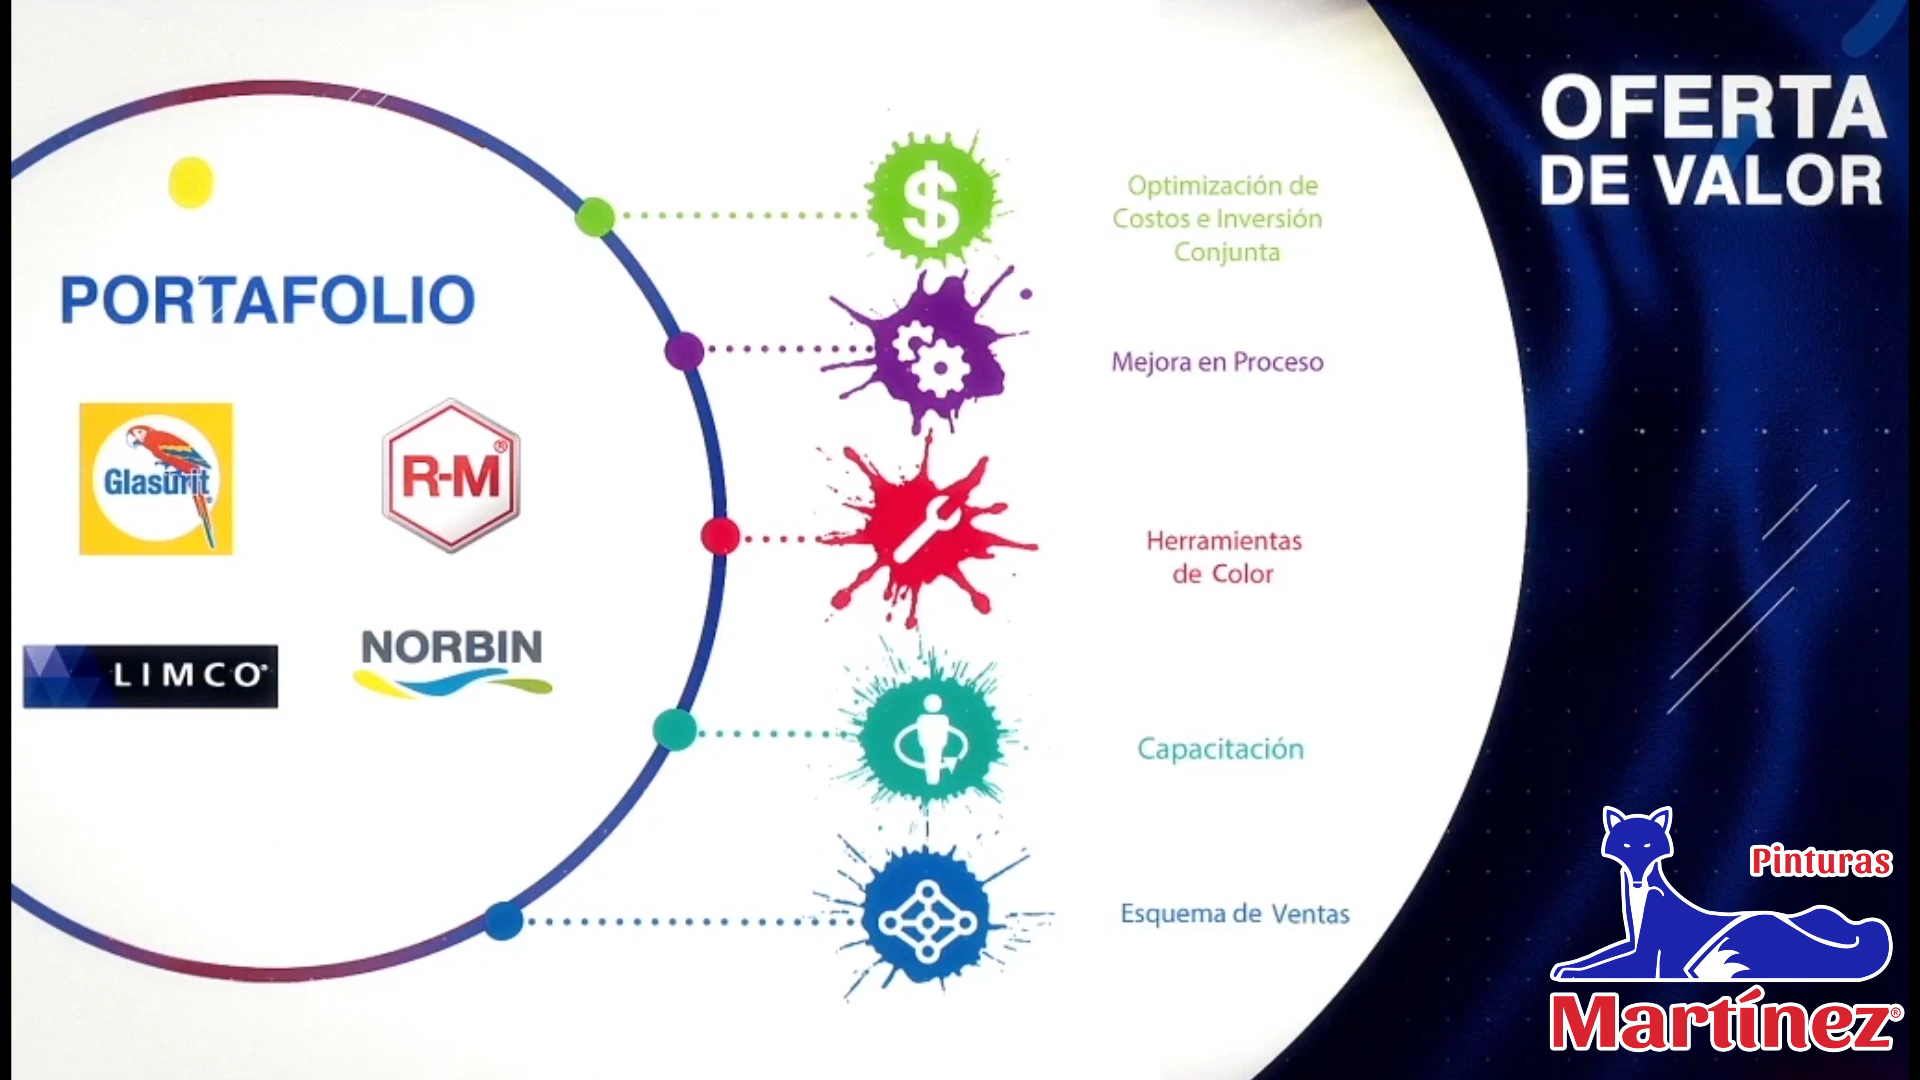 OFERTA
DE VALOR
PORTAFOLIO
Glasurit
R-M®
LIMCO®
NORBIN
$
Optimización de
Costos e Inversión
Conjunta
Mejora en Proceso
Herramientas
de Color
Capacitación
Esquema de Ventas
Pinturas
Martínez®